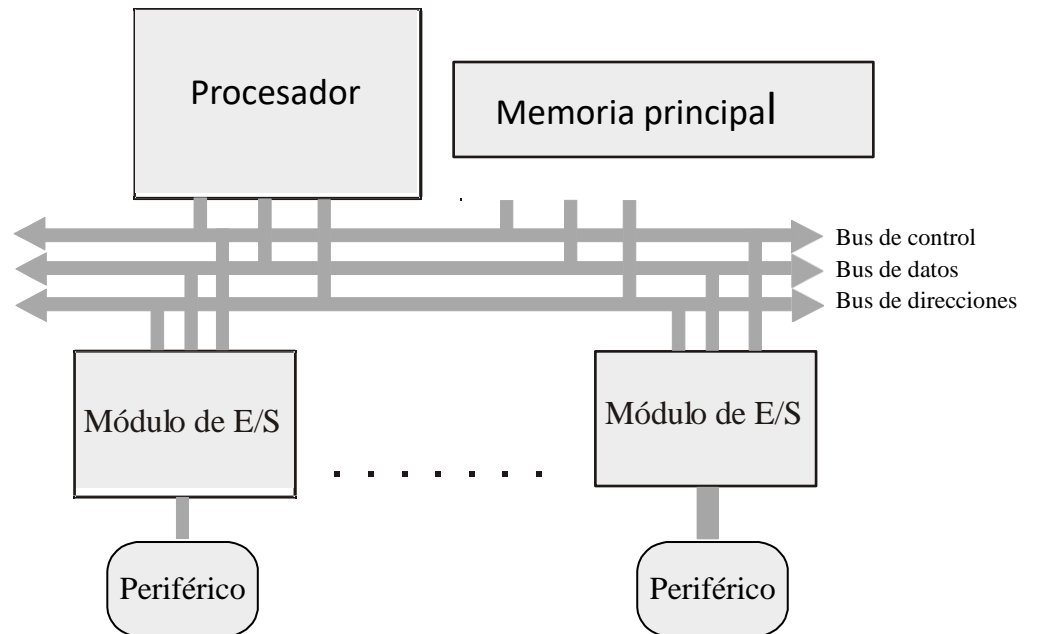 Procesador
Memoria principal
Bus de control
Bus de datos
Bus de direcciones
Módulo de E/S
Módulo de E/S
Periférico
Periférico